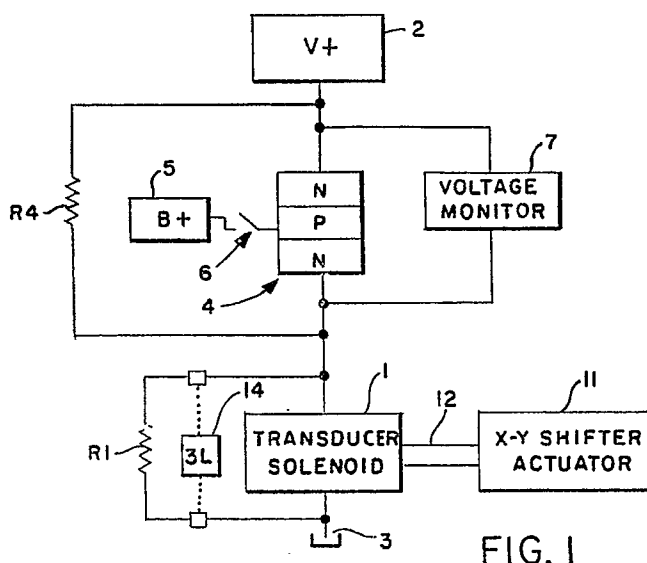 V+
2
5
B+
R4
6
4
N
P
N
7
VOLTAGE
MONITOR
14
R1
3L
1
TRANSDUCER
SOLENOID
12
11
X-Y SHIFTER
ACTUATOR
3
FIG. 1